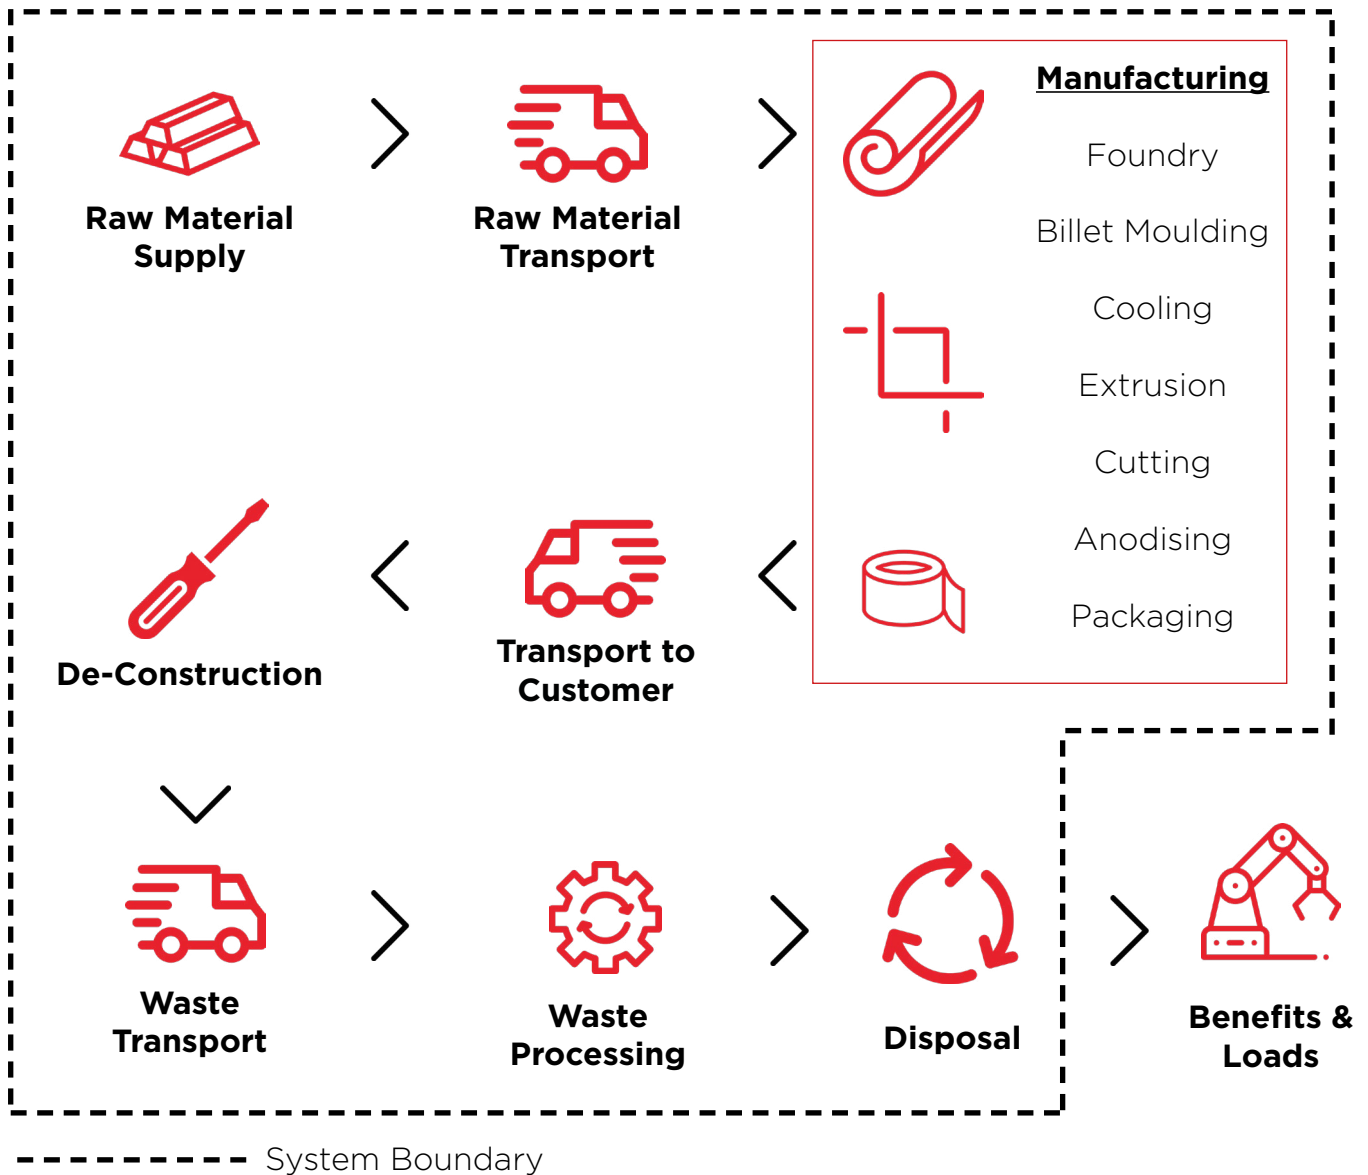 Raw Material
Supply
Raw Material
Transport
Manufacturing
Foundry
Billet Moulding
Cooling
Extrusion
Cutting
Anodising
Packaging
Transport to
Customer
De-Construction
Waste
Transport
Waste
Processing
Disposal
Benefits &
Loads
System Boundary